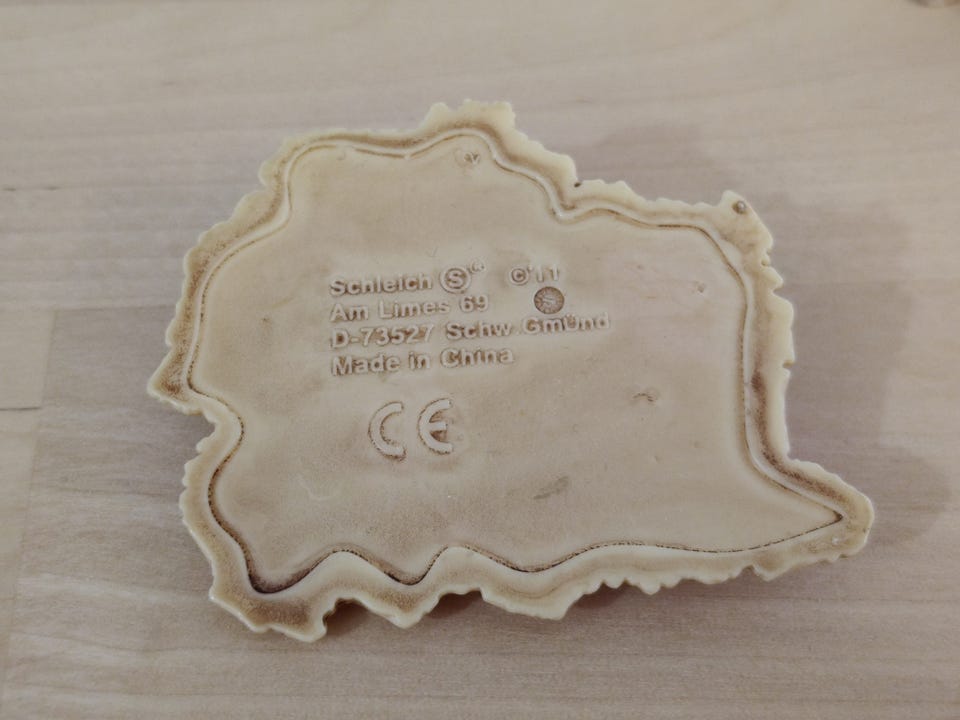 Schleich Ⓢ® ©'11
Am Limes 69 S
D-73527 Schw.Gmünd
Made in China
CE